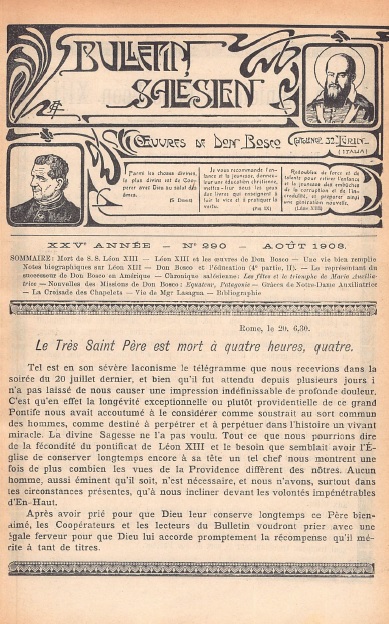 BULLETIN
SALESIEN
ŒUVRES DE DON BOSCO
COTTOLENGO 32. TURIN
(ITALIA)
Parmi les choses divines,
la plus divine est de Coo-
pérer avec Dieu au salut des
âmes.
(S. Denis)
Je vous recommande l'en-
fance et la jeunesse, donnez-
leur une éducation chrétienne,
mettez-leur sous les yeux
des livres qui enseignent à
fuir le vice et à pratiquer la
vertu.
(Pie IX)
Redoublez de force et de
talents pour retirer l'enfance
et la jeunesse des embûches
de la corruption et de l'in-
crédulité, et préparer ainsi
une génération nouvelle.
(Léon XIII)
XXVe ANNÉE — No 290 — AOÛT 1903.
SOMMAIRE: Mort de S. S. Léon XIII — Léon XIII et les œuvres de Don Bosco — Une vie bien remplie
Notes biographiques sur Léon XIII — Don Bosco et l'éducation (4e partie, II). — Le représentant du
successeur de Don Bosco en Amérique — Chronique salésienne: Les fêtes et le triomphe de Marie Auxilia-
trice — Nouvelles des Missions de Don Bosco: Equateur, Patagonie — Grâces de Notre-Dame Auxiliatrice
— La Croisade des Chapelets — Vie de Mgr Lasagna — Bibliographie
Rome, le 20. 6,30.
Le Très Saint Père est mort à quatre heures, quatre.
Tel est en son sévère laconisme le télégramme que nous recevions dans la
soirée du 20 juillet dernier, et bien qu'il fut attendu depuis plusieurs jours i
n'a pas laissé de nous causer une impression indéfinissable de profonde douleur.
C'est qu'en effet la longévité exceptionnelle ou plutôt providentielle de ce grand
Pontife nous avait accoutumé à le considérer comme soustrait au sort commun
des hommes, comme destiné à perpétrer et à perpétuer dans l'histoire un vivant
miracle. La divine Sagesse ne l'a pas voulu. Tout ce que nous pourrions dire
de la fécondité du pontificat de Léon XIII et le besoin que semblait avoir l'É-
glise de conserver longtemps encore à sa tête un tel chef nous montrent une
fois de plus combien les vues de la Providence diffèrent des nôtres. Aucun
homme, aussi éminent qu'il soit, n'est nécessaire, et nous n'avons, surtout dans
les circonstances présentes, qu'à nous incliner devant les volontés impénétrables
d'En-Haut.
Après avoir prié pour que Dieu leur conserve longtemps ce Père bien-
aimé, les Coopérateurs et les lecteurs du Bulletin voudront prier avec une
égale ferveur pour que Dieu lui accorde promptement la récompense qu'il mé-
rite à tant de titres.